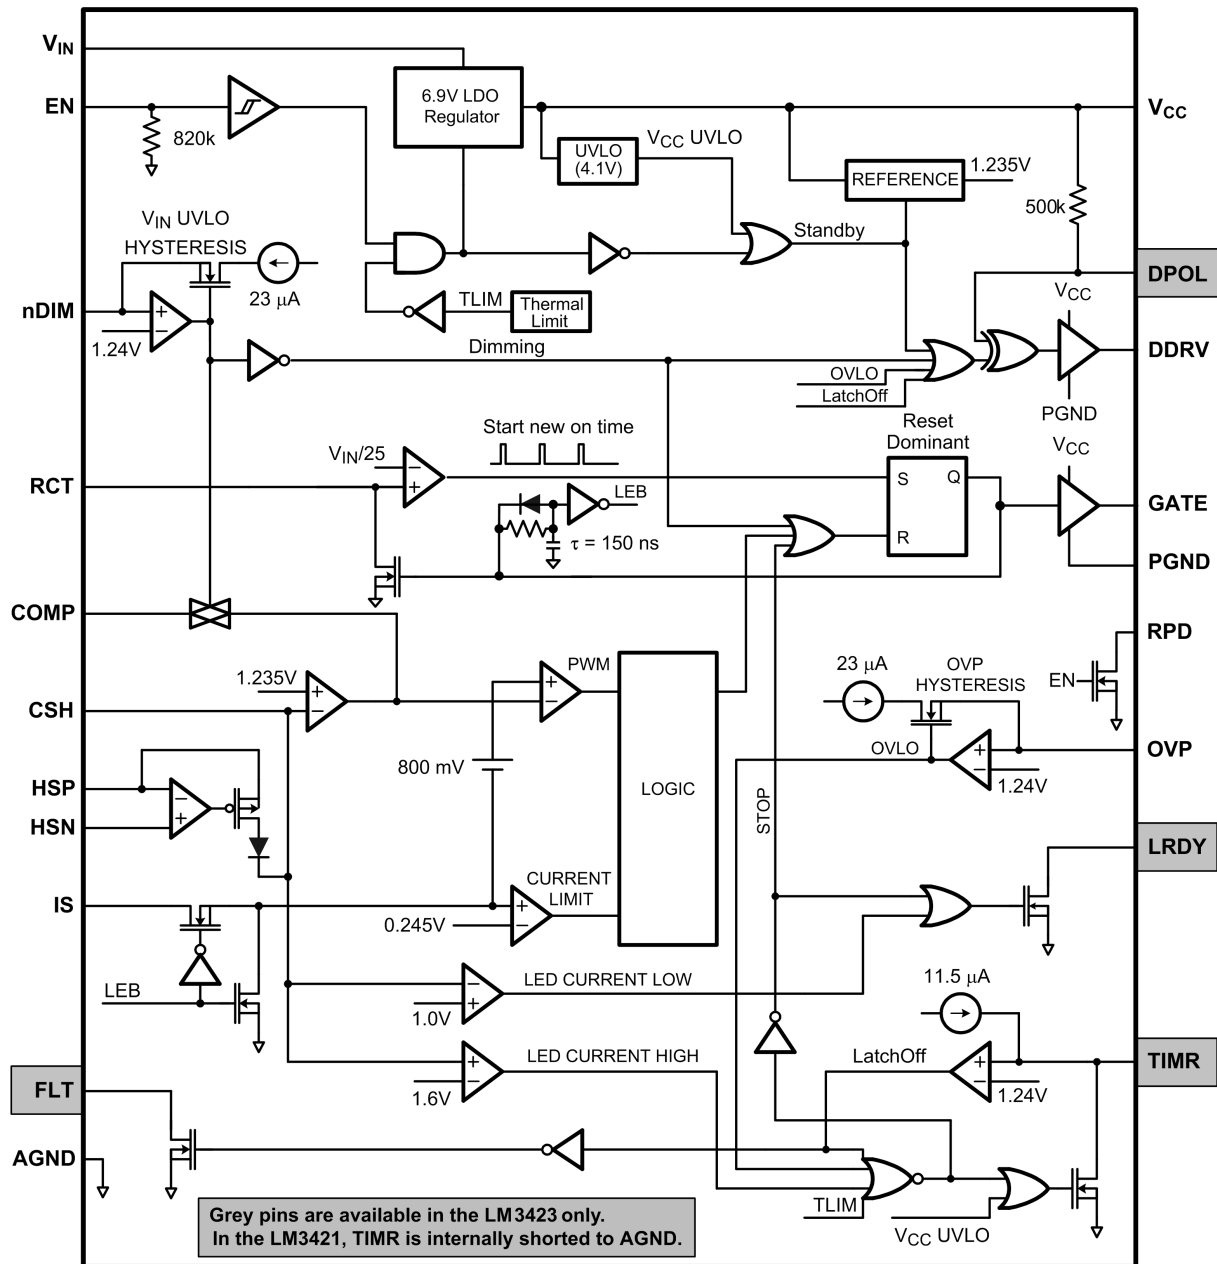 VIN
EN
820k
6.9V LDO
Regulator
VCC
VCC UVLO
UVLO
(4.1V)
REFERENCE
1.235V
500k
VIN UVLO
HYSTERESIS
23 μA
Standby
DPOL
nDIM
1.24V
TLIM
Thermal
Limit
Dimming
VCC
DDRV
OVLO
LatchOff
PGND
Reset
Dominant
Start new on time
VIN/25
VCC
RCT
LEB
S
Q
R
GATE
τ = 150 ns
PGND
COMP
RPD
1.235V
PWM
23 μA
OVP
HYSTERESIS
EN
CSH
OVLO
OVP
800 mV
1.24V
HSP
HSN
LOGIC
STOP
LRDY
IS
CURRENT
LIMIT
0.245V
LEB
LED CURRENT LOW
1.0V
11.5 μA
LED CURRENT HIGH
1.6V
LatchOff
TIMR
1.24V
FLT
AGND
TLIM
VCC UVLO
Grey pins are available in the LM3423 only.
In the LM3421, TIMR is internally shorted to AGND.